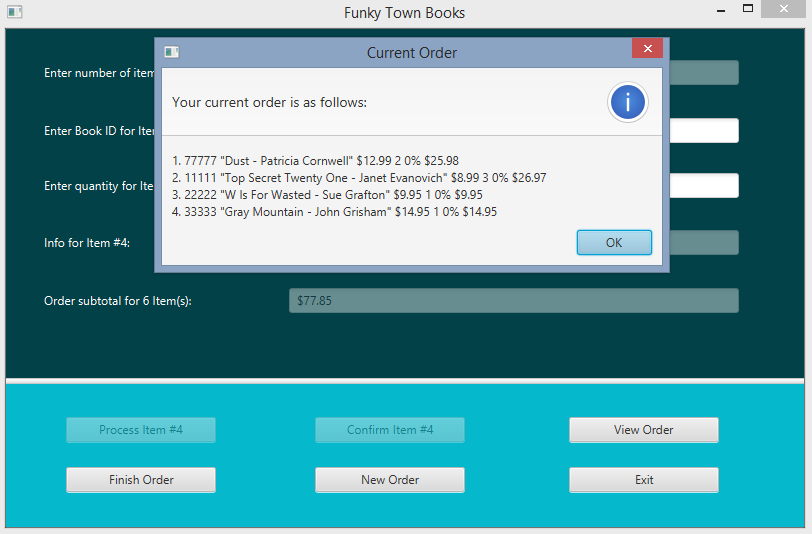 Funky Town Books
Current Order
Your current order is as follows:
1. 77777 "Dust - Patricia Cornwell" $12.99 2 0% $25.98
2. 11111 "Top Secret Twenty One - Janet Evanovich" $8.99 3 0% $26.97
3. 22222 "W Is For Wasted - Sue Grafton" $9.95 1 0% $9.95
4. 33333 "Gray Mountain - John Grisham" $14.95 1 0% $14.95
OK
Enter number of item
Enter Book ID for Iter
Enter quantity for Ite
Info for Item #4:
Order subtotal for 6 Item(s):
$77.85
Process Item #4
Confirm Item #4
View Order
Finish Order
New Order
Exit